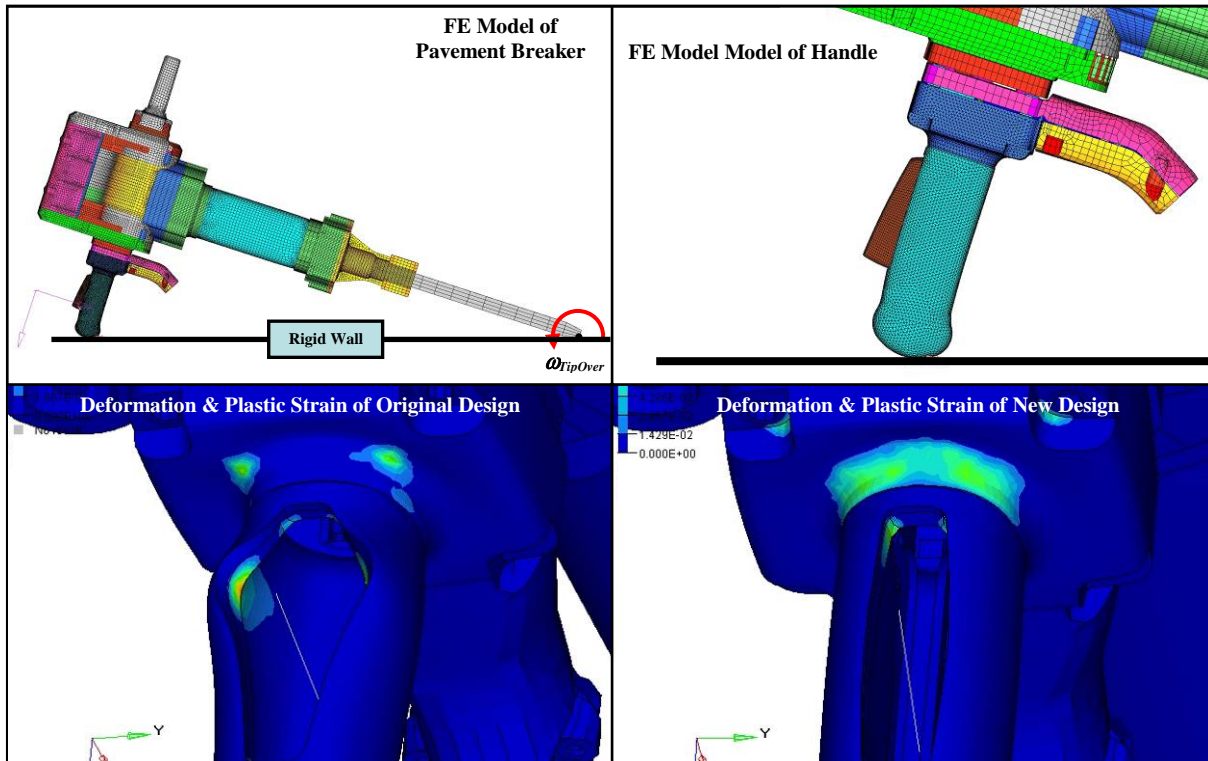 FE Model of
Pavement Breaker
FE Model Model of Handle
Rigid Wall
ωTipOver
Deformation & Plastic Strain of Original Design
Deformation & Plastic Strain of New Design
1.429E-02
0.000E+00
Y
Y